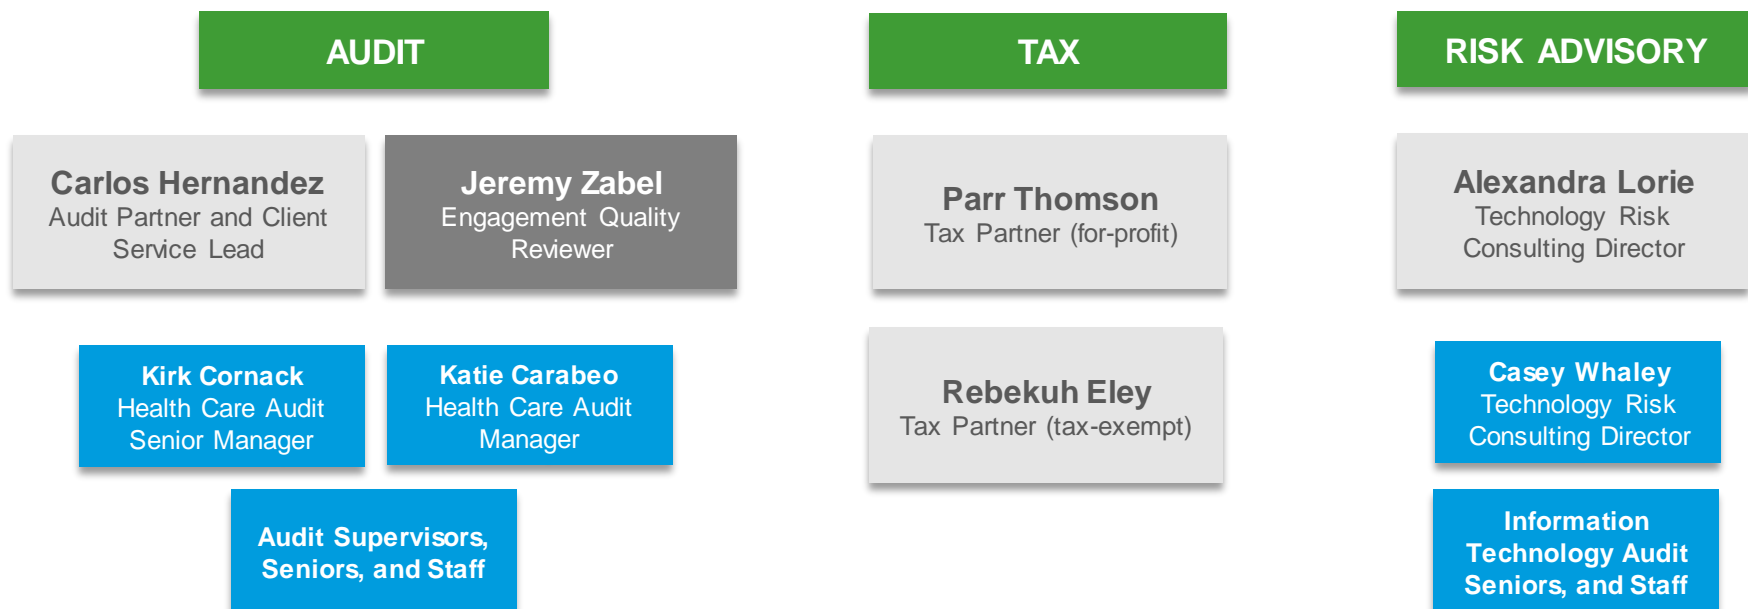 AUDIT
Carlos Hernandez
Audit Partner and Client
Service Lead
Jeremy Zabel
Engagement Quality
Reviewer
Kirk Cornack
Health Care Audit
Senior Manager
Katie Carabeo
Health Care Audit
Manager
Audit Supervisors,
Seniors, and Staff
TAX
Parr Thomson
Tax Partner (for-profit)
Rebekuh Eley
Tax Partner (tax-exempt)
RISK ADVISORY
Alexandra Lorie
Technology Risk
Consulting Director
Casey Whaley
Technology Risk
Consulting Director
Information
Technology Audit
Seniors, and Staff